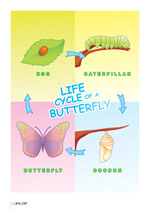 EGG
CATERPILLAR
LIFE
CYCLE OF A
BUTTERFLY
BUTTERFLY
COCOON